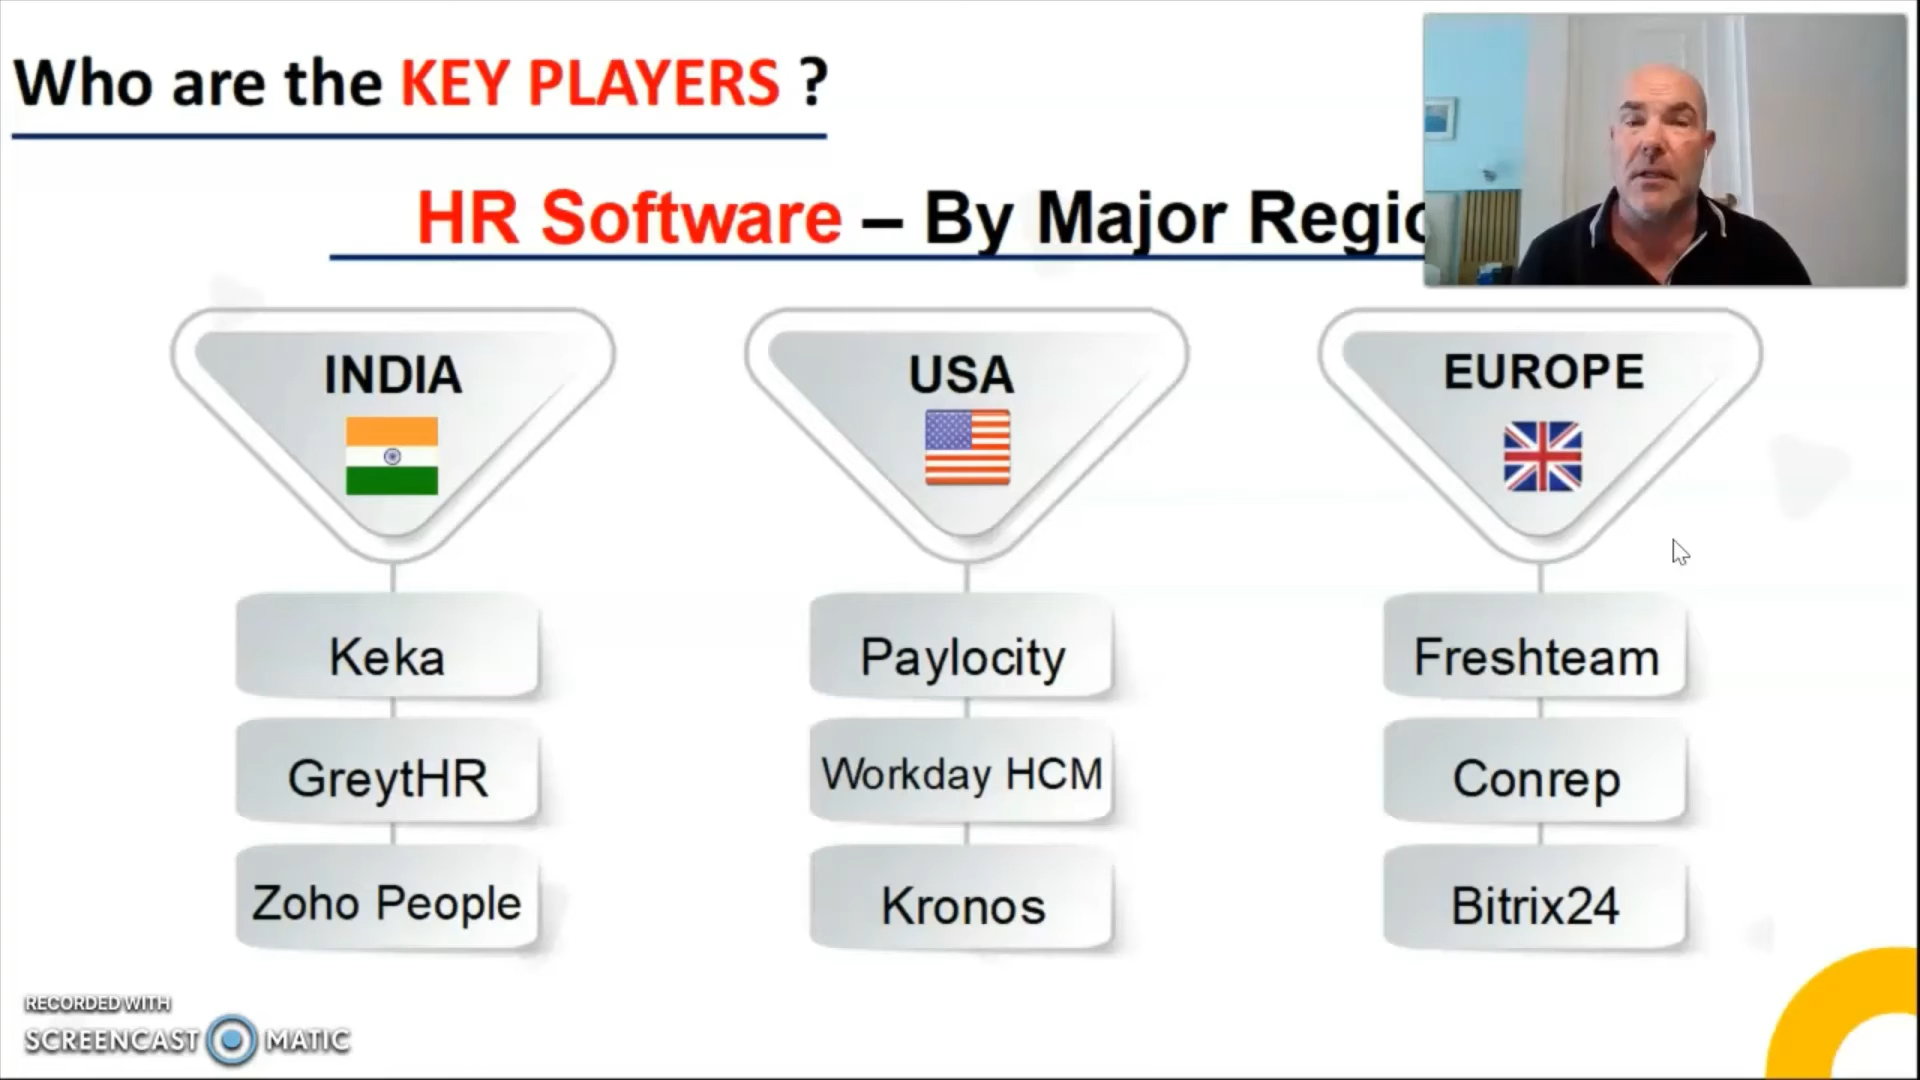 Who are the KEY PLAYERS ?
HR Software – By Major Regio
INDIA
USA
EUROPE
Keka
Paylocity
Freshteam
GreytHR
Workday HCM
Conrep
Zoho People
Kronos
Bitrix24
RECORDED WITH
SCREENCAST MATIC